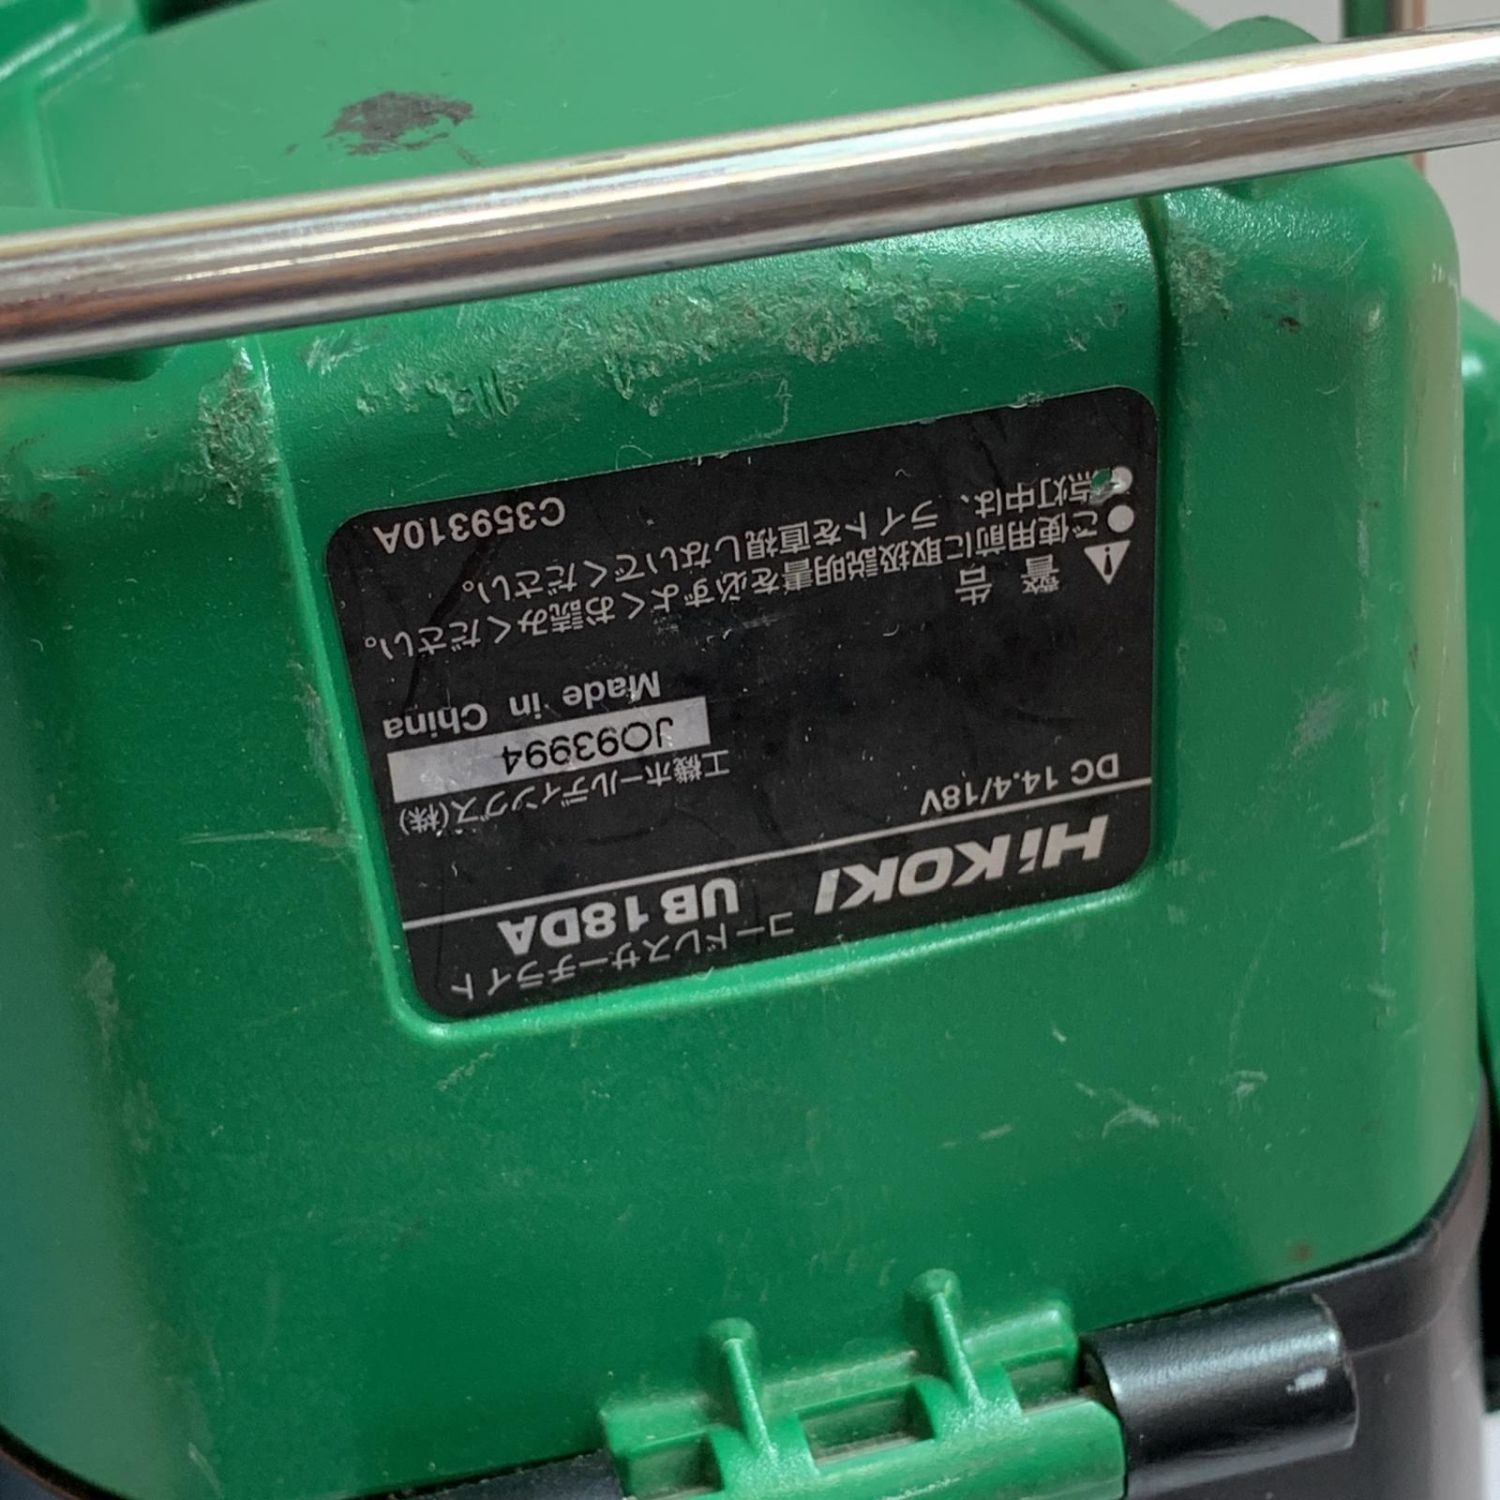 コードレスサーチライト
HiKOKI UB 18DA
DC 14.4/18V
工機ホールディングス(株)
JO93994
Made in China
警告
ご使用前に取扱説明書を必ずよくお読みください。
点灯中は、ライトを直視しないでください。
C359310A